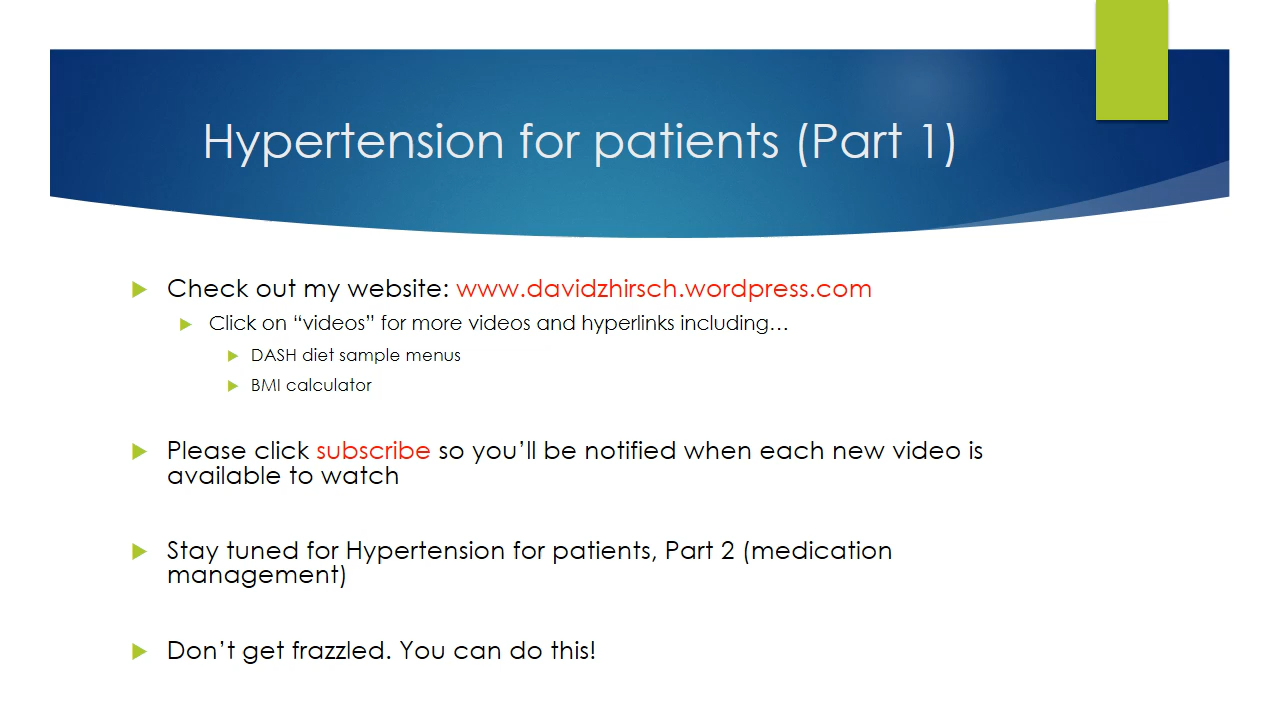 Hypertension for patients (Part 1)
Check out my website: www.davidzhirsch.wordpress.com
Click on “videos” for more videos and hyperlinks including…
DASH diet sample menus
BMI calculator
Please click subscribe so you’ll be notified when each new video is
available to watch
Stay tuned for Hypertension for patients, Part 2 (medication
management)
Don’t get frazzled. You can do this!